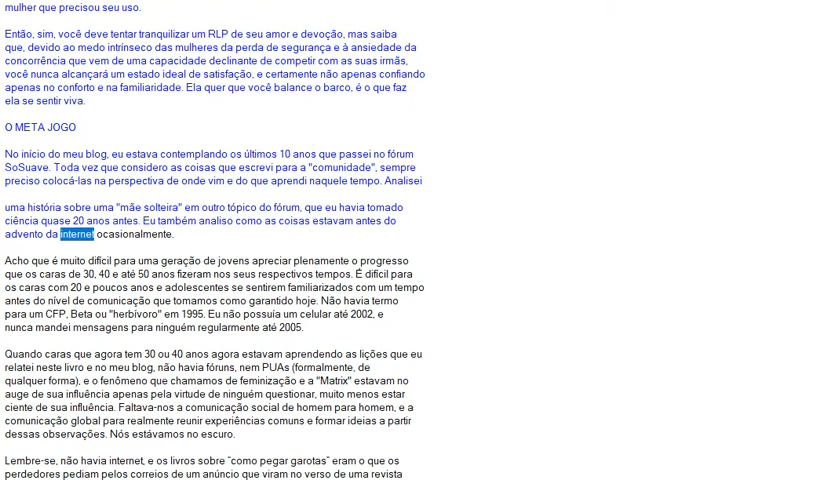 mulher que precisou seu uso.
Então, sim, você deve tentar tranquilizar um RLP de seu amor e devoção, mas saiba
que, devido ao medo intrínseco das mulheres da perda de segurança e à ansiedade da
concorrência que vem de uma capacidade declinante de competir com as suas irmãs,
você nunca alcançará um estado ideal de satisfação, e certamente não apenas confiando
apenas no conforto e na familiaridade. Ela quer que você balance o barco, é o que faz
ela se sentir viva.
O META JOGO
No início do meu blog, eu estava contemplando os últimos 10 anos que passei no fórum
SoSuave. Toda vez que considero as coisas que escrevi para a "comunidade", sempre
preciso colocá-las na perspectiva de onde vim e do que aprendi naquele tempo. Analisei
uma história sobre uma "mãe solteira" em outro tópico do fórum, que eu havia tomado
ciência quase 20 anos antes. Eu também analiso como as coisas estavam antes do
advento da internet ocasionalmente.
Acho que é muito difícil para uma geração de jovens apreciar plenamente o progresso
que os caras de 30, 40 e até 50 anos fizeram nos seus respectivos tempos. É difícil para
os caras com 20 e poucos anos e adolescentes se sentirem familiarizados com um tempo
antes do nível de comunicação que tomamos como garantido hoje. Não havia termo
para um CFP, Beta ou "herbívoro" em 1995. Eu não possuía um celular até 2002, e
nunca mandei mensagens para ninguém regularmente até 2005.
Quando caras que agora tem 30 ou 40 anos agora estavam aprendendo as lições que eu
relatei neste livro e no meu blog, não havia fóruns, nem PUAs (formalmente, de
qualquer forma), e o fenômeno que chamamos de feminização e a "Matrix" estavam no
auge de sua influência apenas pela virtude de ninguém questionar, muito menos estar
ciente de sua influência. Faltava-nos a comunicação social de homem para homem, e a
comunicação global para realmente reunir experiências comuns e formar ideias a partir
dessas observações. Nós estávamos no escuro.
Lembre-se, não havia internet, e os livros sobre “como pegar garotas” eram o que os
perdedores pediam pelos correios de um anúncio que viram no verso de uma revista